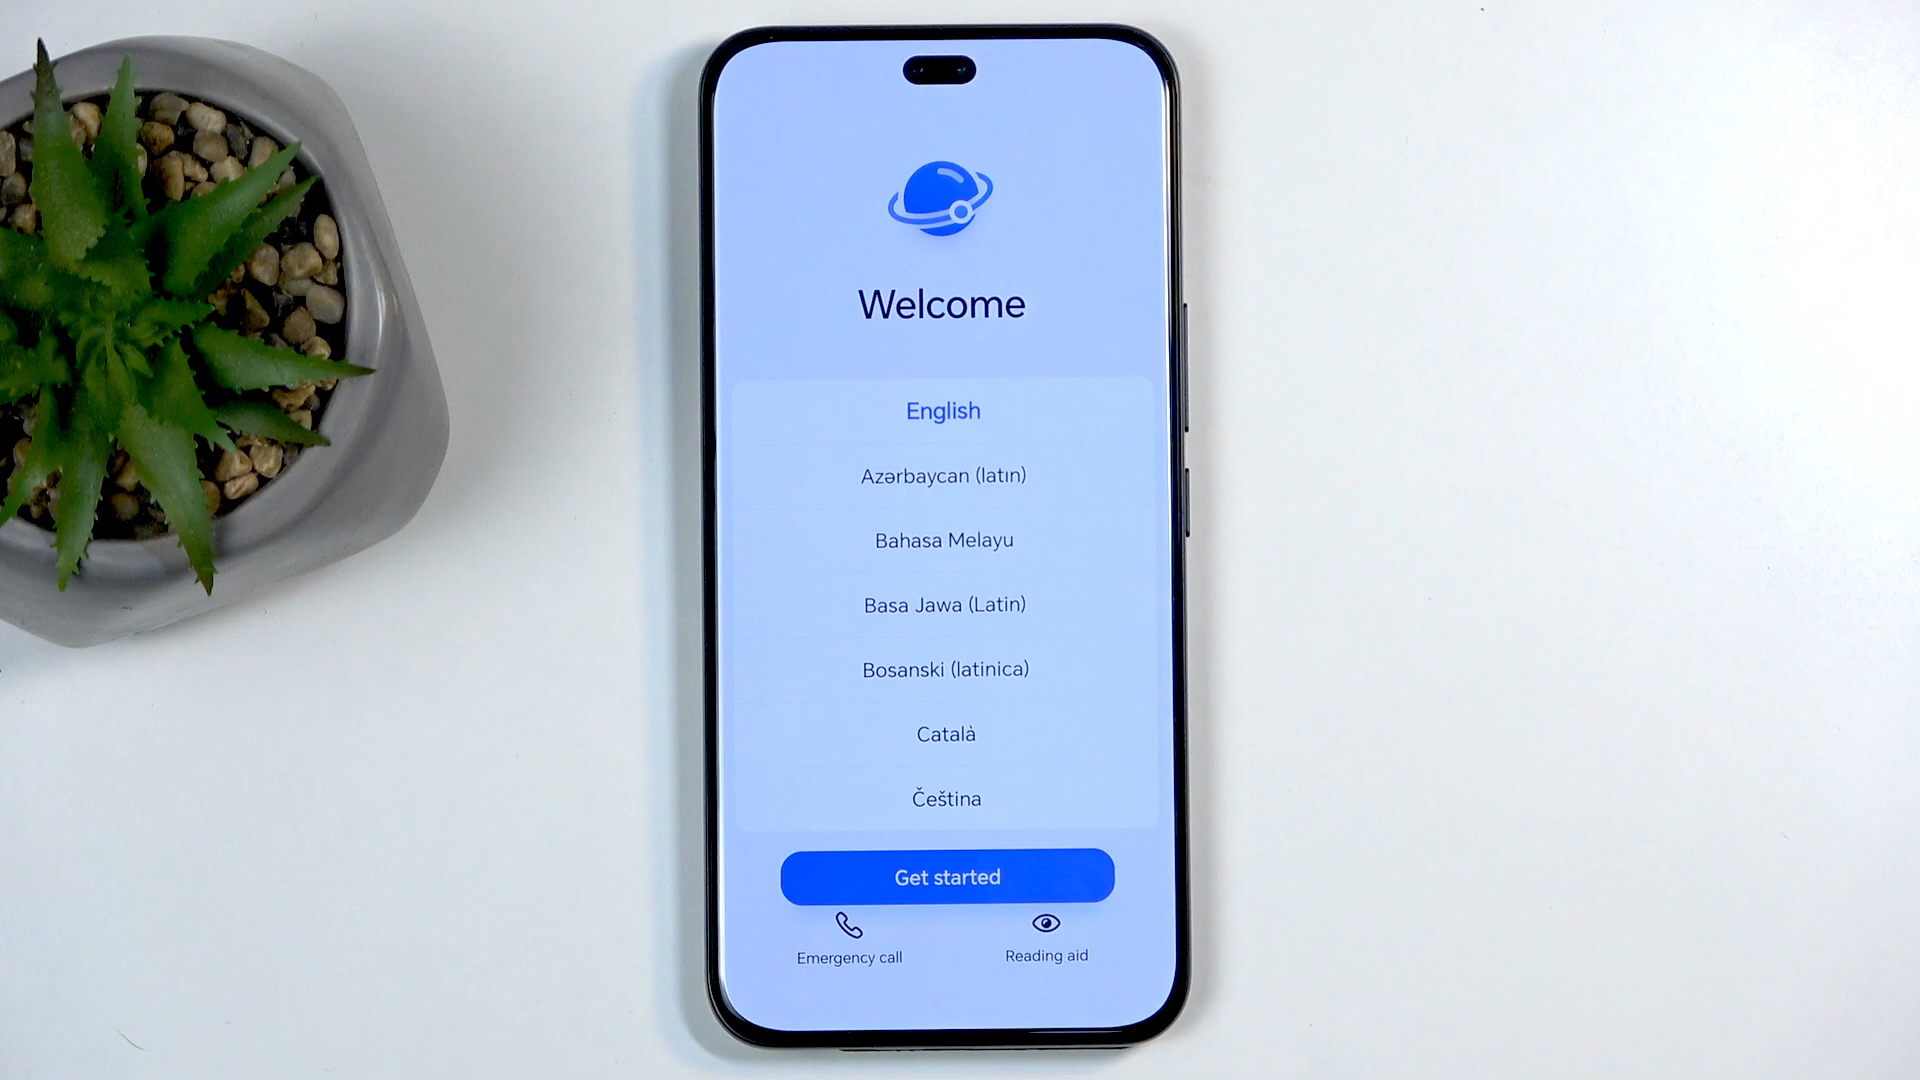 Welcome
English
Azərbaycan (latın)
Bahasa Melayu
Basa Jawa (Latin)
Bosanski (latinica)
Català
Čeština
Get started
Emergency call
Reading aid